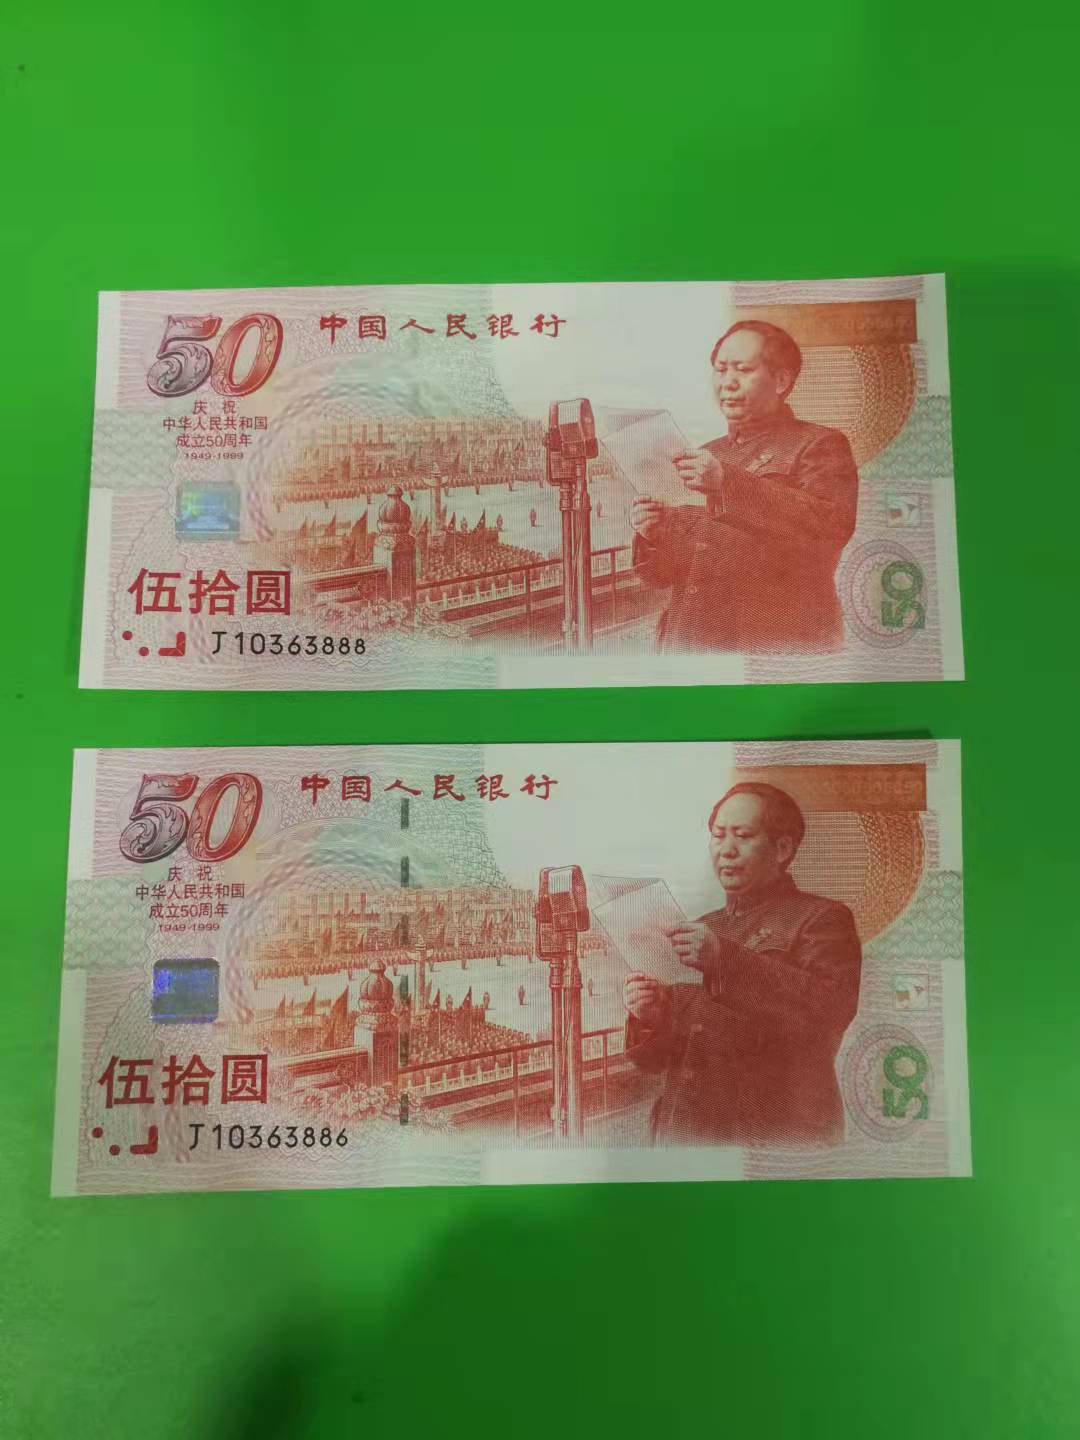 50
中国人民银行
庆祝
中华人民共和国
成立50周年
1949-1999
伍拾圆
J10363888
50
50
中国人民银行
庆祝
中华人民共和国
成立50周年
1949-1999
伍拾圆
J10363886
50